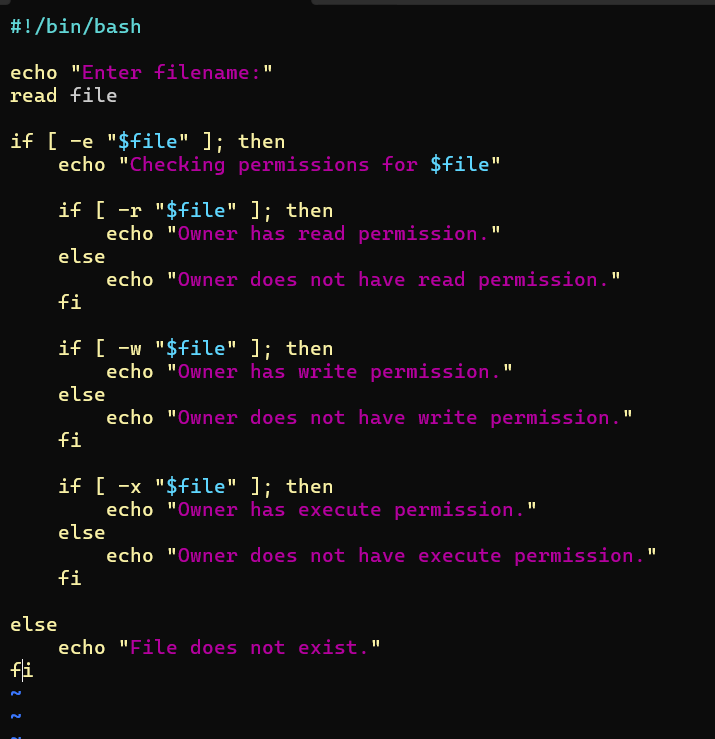 #!/bin/bash

echo "Enter filename:"
read file

if [ -e "$file" ]; then
    echo "Checking permissions for $file"

    if [ -r "$file" ]; then
        echo "Owner has read permission."
    else
        echo "Owner does not have read permission."
    fi

    if [ -w "$file" ]; then
        echo "Owner has write permission."
    else
        echo "Owner does not have write permission."
    fi

    if [ -x "$file" ]; then
        echo "Owner has execute permission."
    else
        echo "Owner does not have execute permission."
    fi

else
    echo "File does not exist."
fi
~
~
~